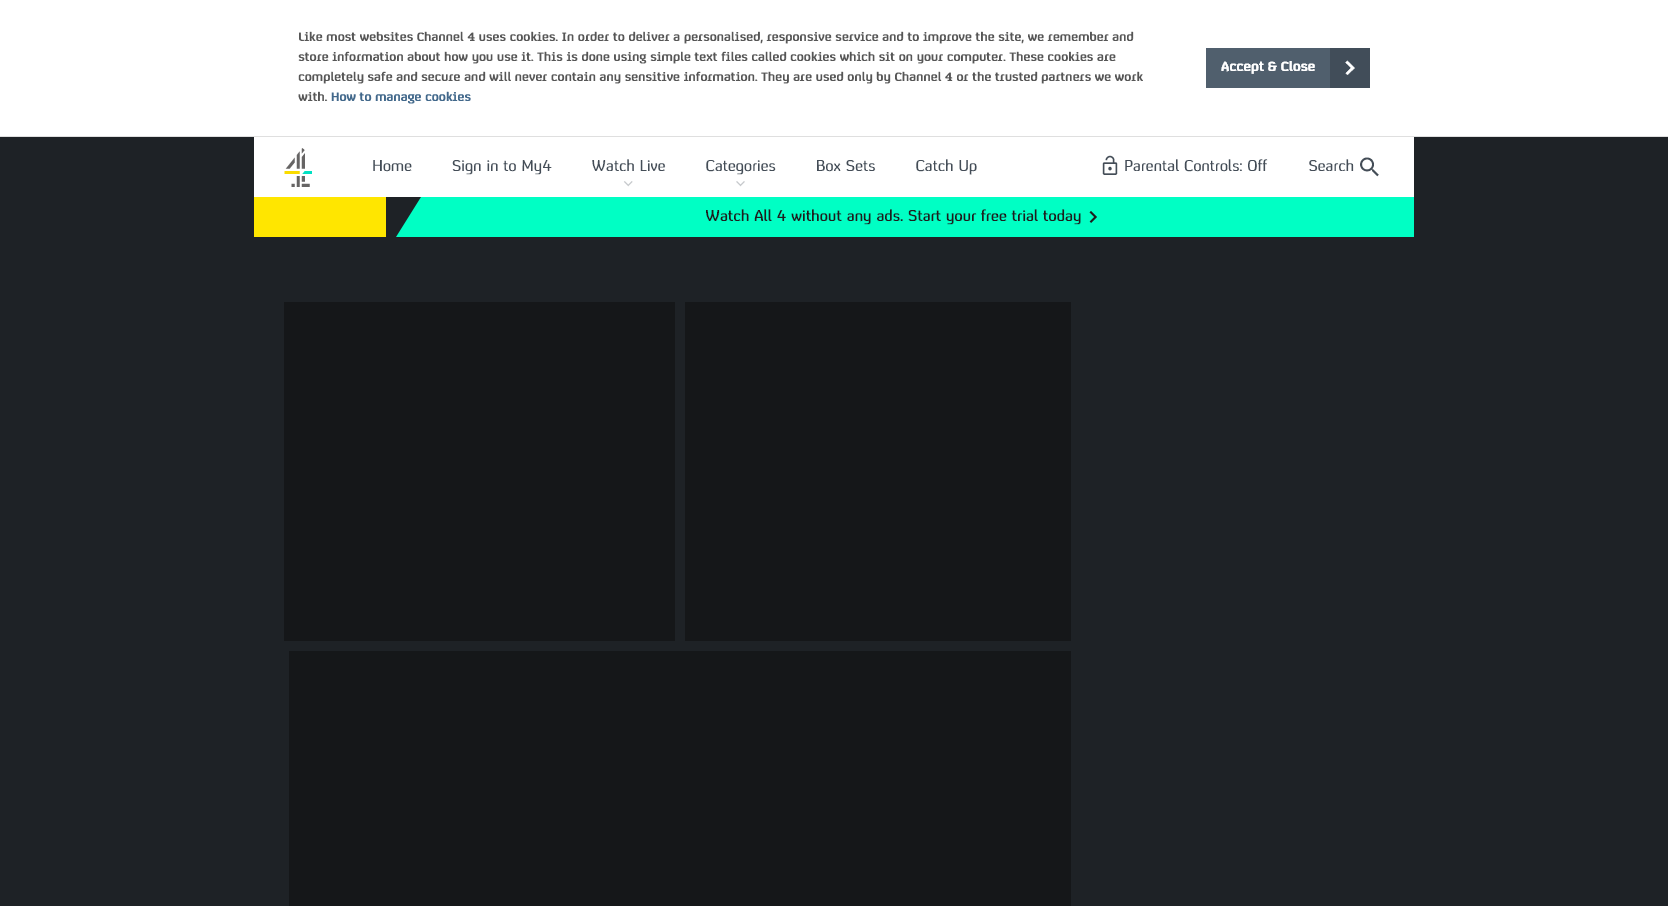 Like most websites Channel 4 uses cookies. In order to deliver a personalised, responsive service and to improve the site, we remember and
store information about how you use it. This is done using simple text files called cookies which sit on your computer. These cookies are
completely safe and secure and will never contain any sensitive information. They are used only by Channel 4 or the trusted partners we work
with. How to manage cookies
Accept & Close
Home Sign in to My4 Watch Live Categories Box Sets Catch Up Parental Controls: Off Search
Watch All 4 without any ads. Start your free trial today